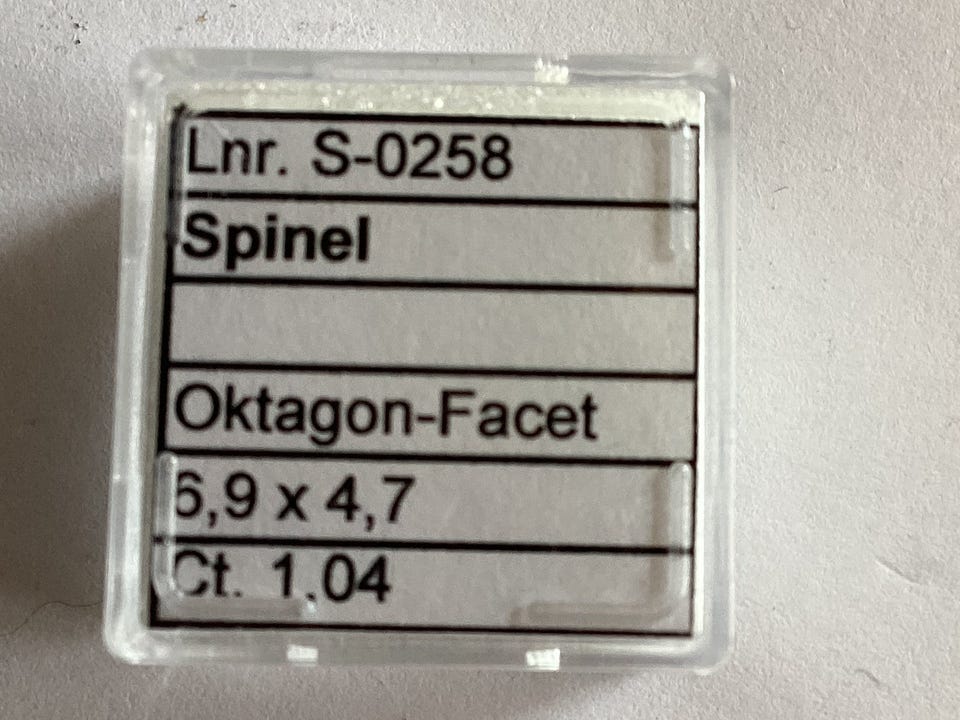 Lnr. S-0258
Spinel
Oktagon-Facet
6,9 x 4,7
Ct. 1,04